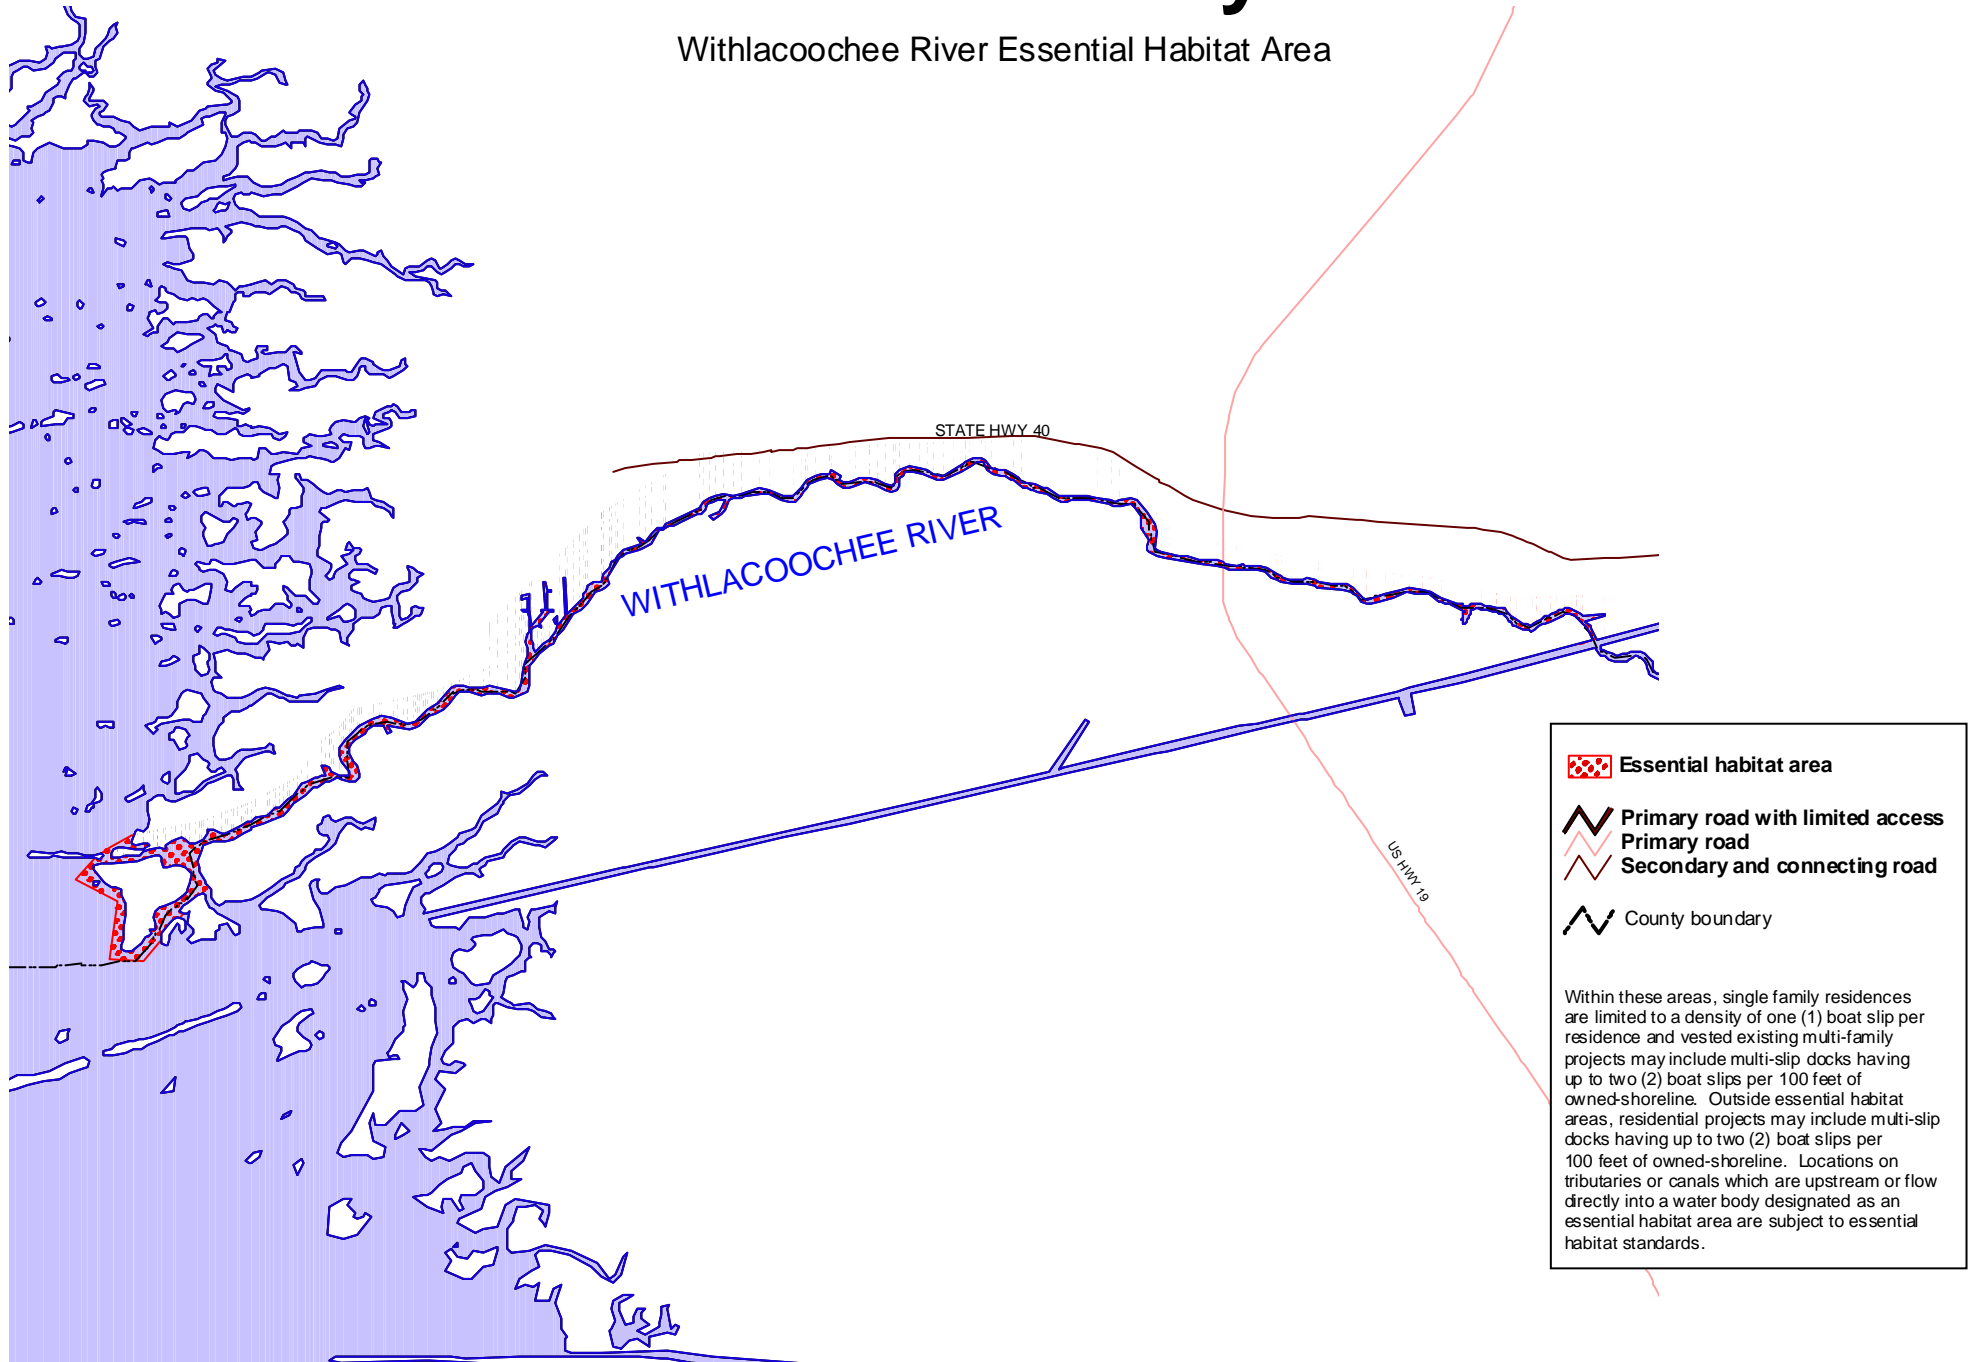 Withlacoochee River Essential Habitat Area
STATE HWY 40
WITHLACOOCHEE RIVER
US HWY 19
Essential habitat area
Primary road with limited access
Primary road
Secondary and connecting road
County boundary
Within these areas, single family residences
are limited to a density of one (1) boat slip per
residence and vested existing multi-family
projects may include multi-slip docks having
up to two (2) boat slips per 100 feet of
owned-shoreline. Outside essential habitat
areas, residential projects may include multi-slip
docks having up to two (2) boat slips per
100 feet of owned-shoreline. Locations on
tributaries or canals which are upstream or flow
directly into a water body designated as an
essential habitat area are subject to essential
habitat standards.